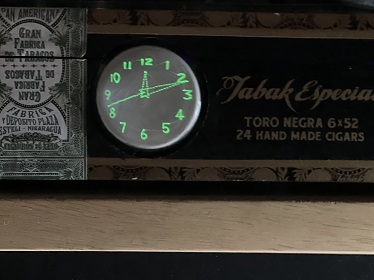 GRAN
FABRICA
DE TABACOS
DE TABACOS
FABRICA
GRAN
FABRICA
Y DEPOSITO PLAZA
ESTELI - NICARAGUA
12
1
2
3
4
5
6
7
8
9
10
11
Tabak Especial
TORO NEGRA 6x52
24 HAND MADE CIGARS